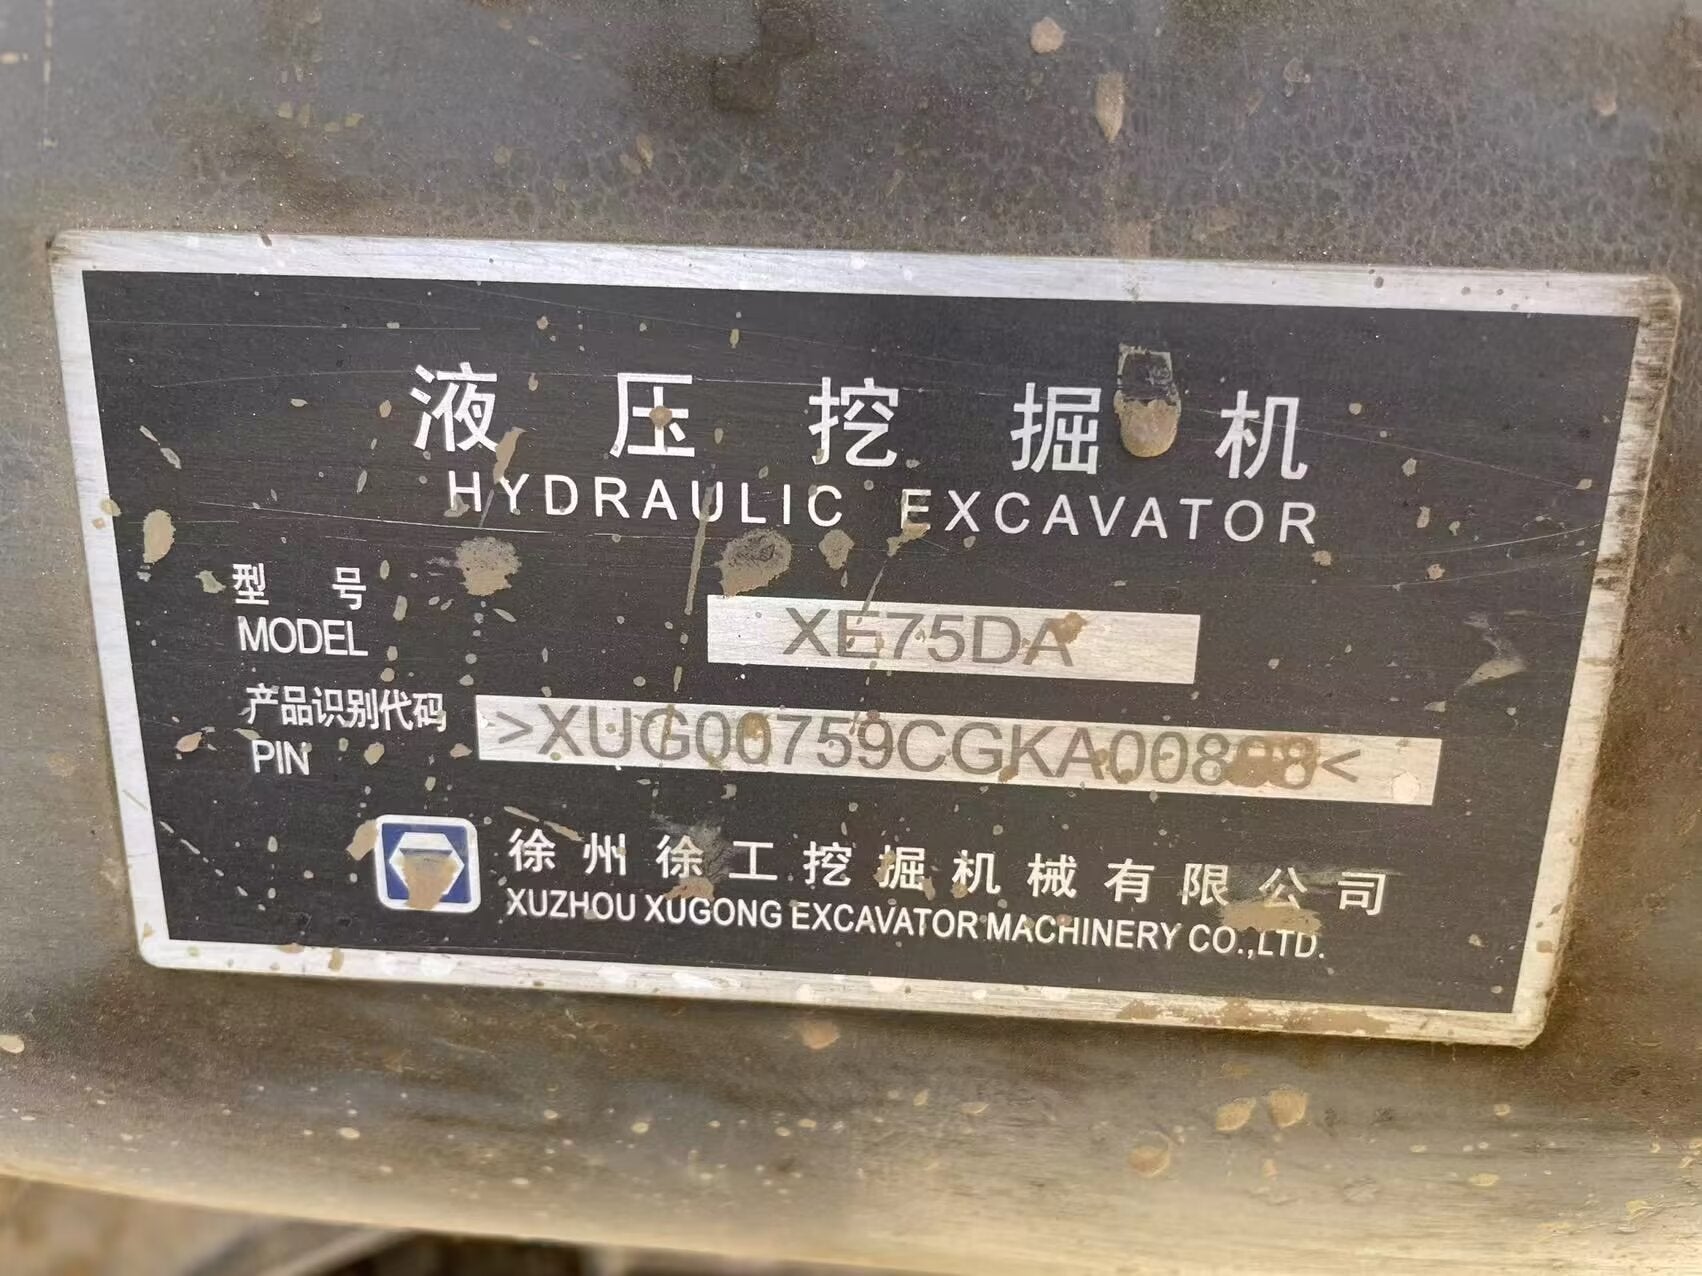 液压挖掘机
HYDRAULIC EXCAVATOR
型号
MODEL
XE75DA
产品识别代码
PIN
徐州徐工挖掘机械有限公司
XUZHOU XUGONG EXCAVATOR MACHINERY CO.,LTD.